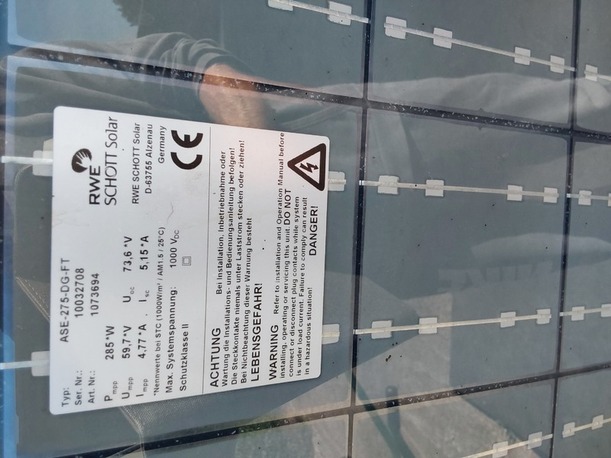 RWE
SCHOTT Solar
RWE SCHOTT Solar
D-63755 Alzenau
Germany
CE
Typ: ASE-275-DG-FT
Ser. Nr.: 10032708
Art. Nr.: 1073694
Pmpp 285*W
Umpp 59,7*V Uoc 73,6 *V
Impp 4,77*A Isc 5,15 *A
*Nennwerte bei STC (1000W/m² / AM1.5 / 25°C)
Max. Systemspannung: 1000 VDC
Schutzklasse II
ACHTUNG Bei Installation, Inbetriebnahme oder
Wartung die Installations- und Bedienungsanleitung befolgen!
Die Steckkontakte niemals unter Laststrom stecken oder ziehen!
Bei Nichtbeachtung dieser Warnung besteht
LEBENSGEFAHR!
WARNING Refer to Installation and Operation Manual before
installing, operating or servicing this unit. DO NOT
connect or disconnect plug contacts while system
is under load current. Failure to comply can result
in a hazardous situation! DANGER!